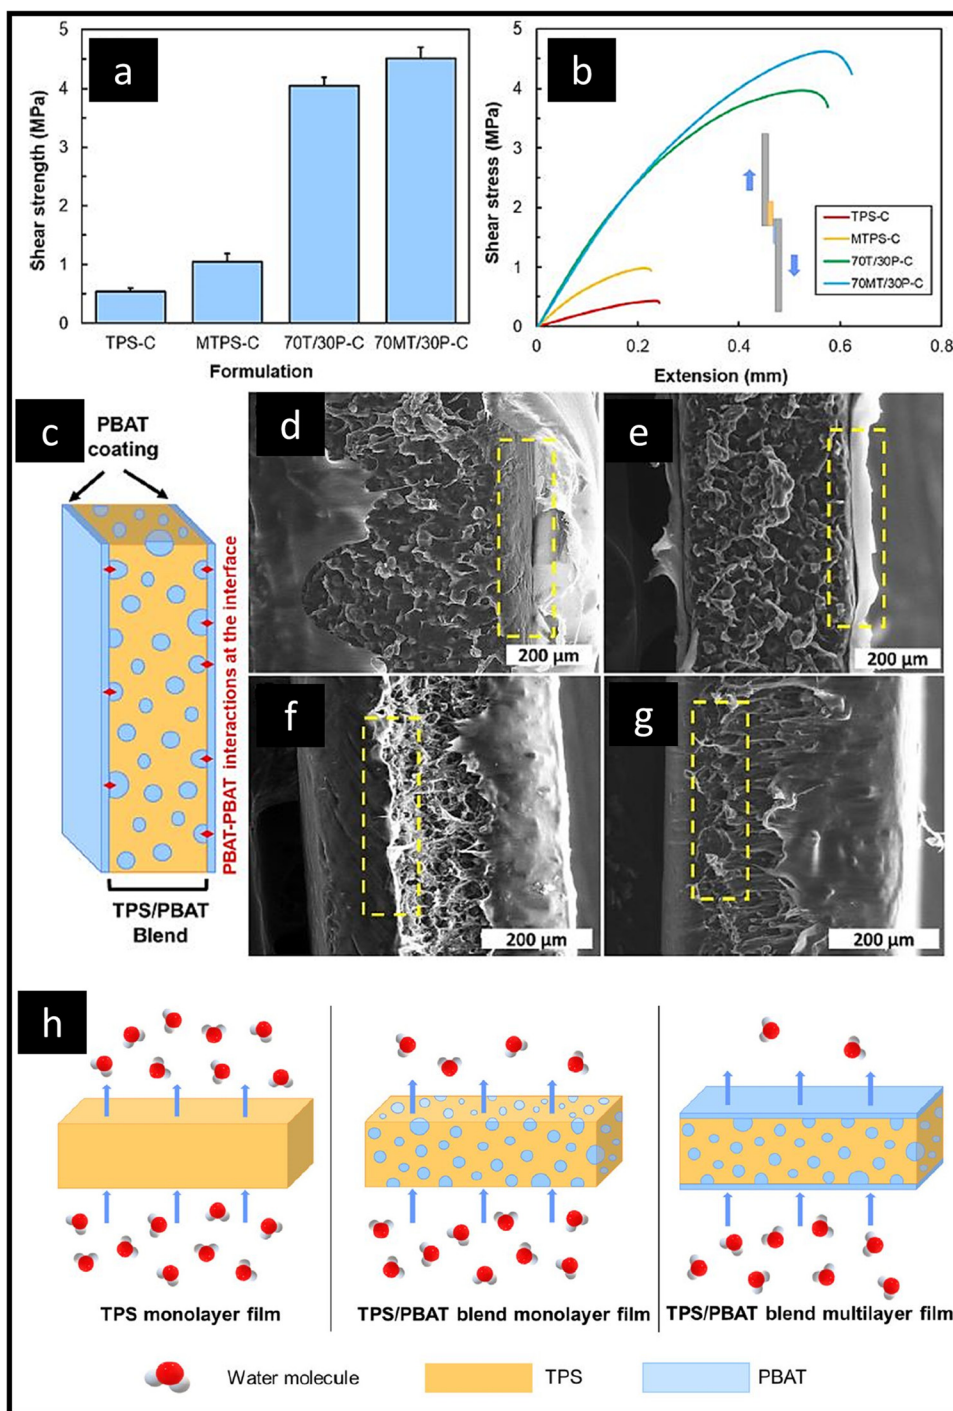 a
Shear strength (MPa)
5
4
3
2
1
0
TPS-C MTPS-C 70T/30P-C 70MT/30P-C
Formulation
b
Shear stress (MPa)
5
4
3
2
1
0
0 0.2 0.4 0.6 0.8
Extension (mm)
TPS-C
MTPS-C
70T/30P-C
70MT/30P-C
c
PBAT
coating
PBAT-PBAT interactions at the interface
TPS/PBAT
Blend
d
200 µm
e
200 µm
f
200 µm
g
200 µm
h
TPS monolayer film
TPS/PBAT blend monolayer film
TPS/PBAT blend multilayer film
Water molecule
TPS
PBAT